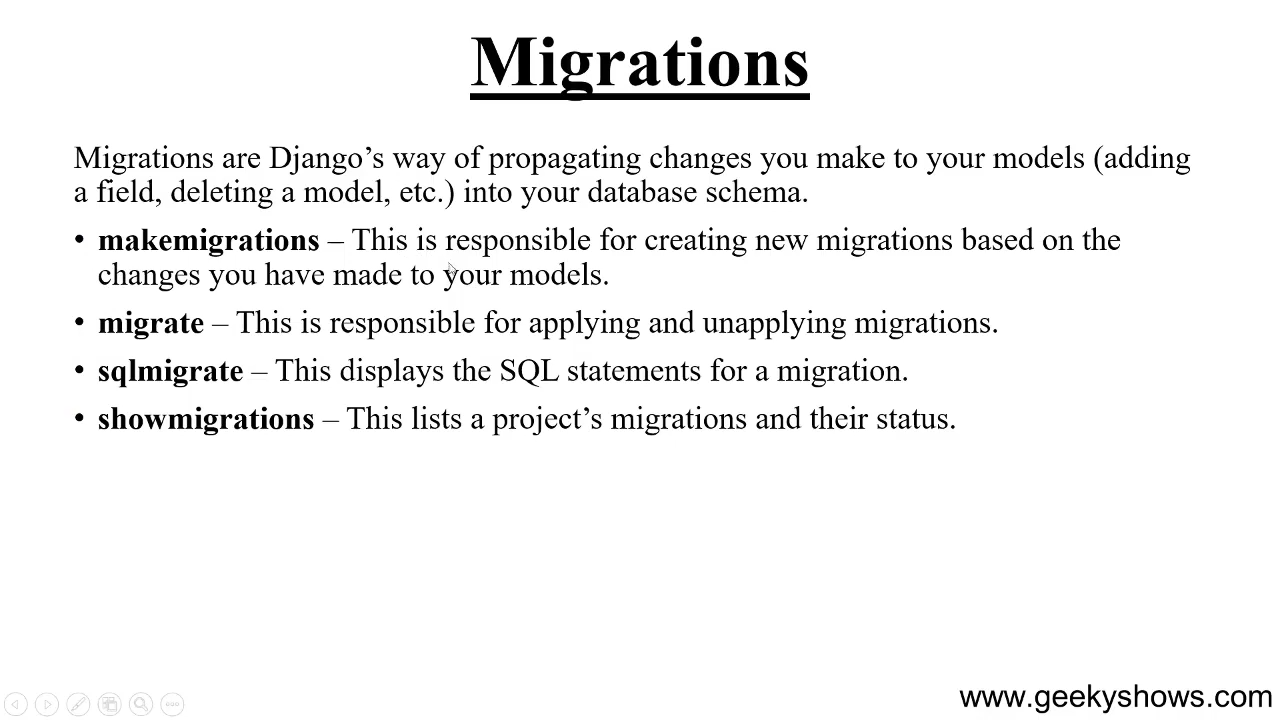 Migrations
Migrations are Django’s way of propagating changes you make to your models (adding
a field, deleting a model, etc.) into your database schema.
• makemigrations – This is responsible for creating new migrations based on the
changes you have made to your models.
• migrate – This is responsible for applying and unapplying migrations.
• sqlmigrate – This displays the SQL statements for a migration.
• showmigrations – This lists a project’s migrations and their status.
www.geekyshows.com